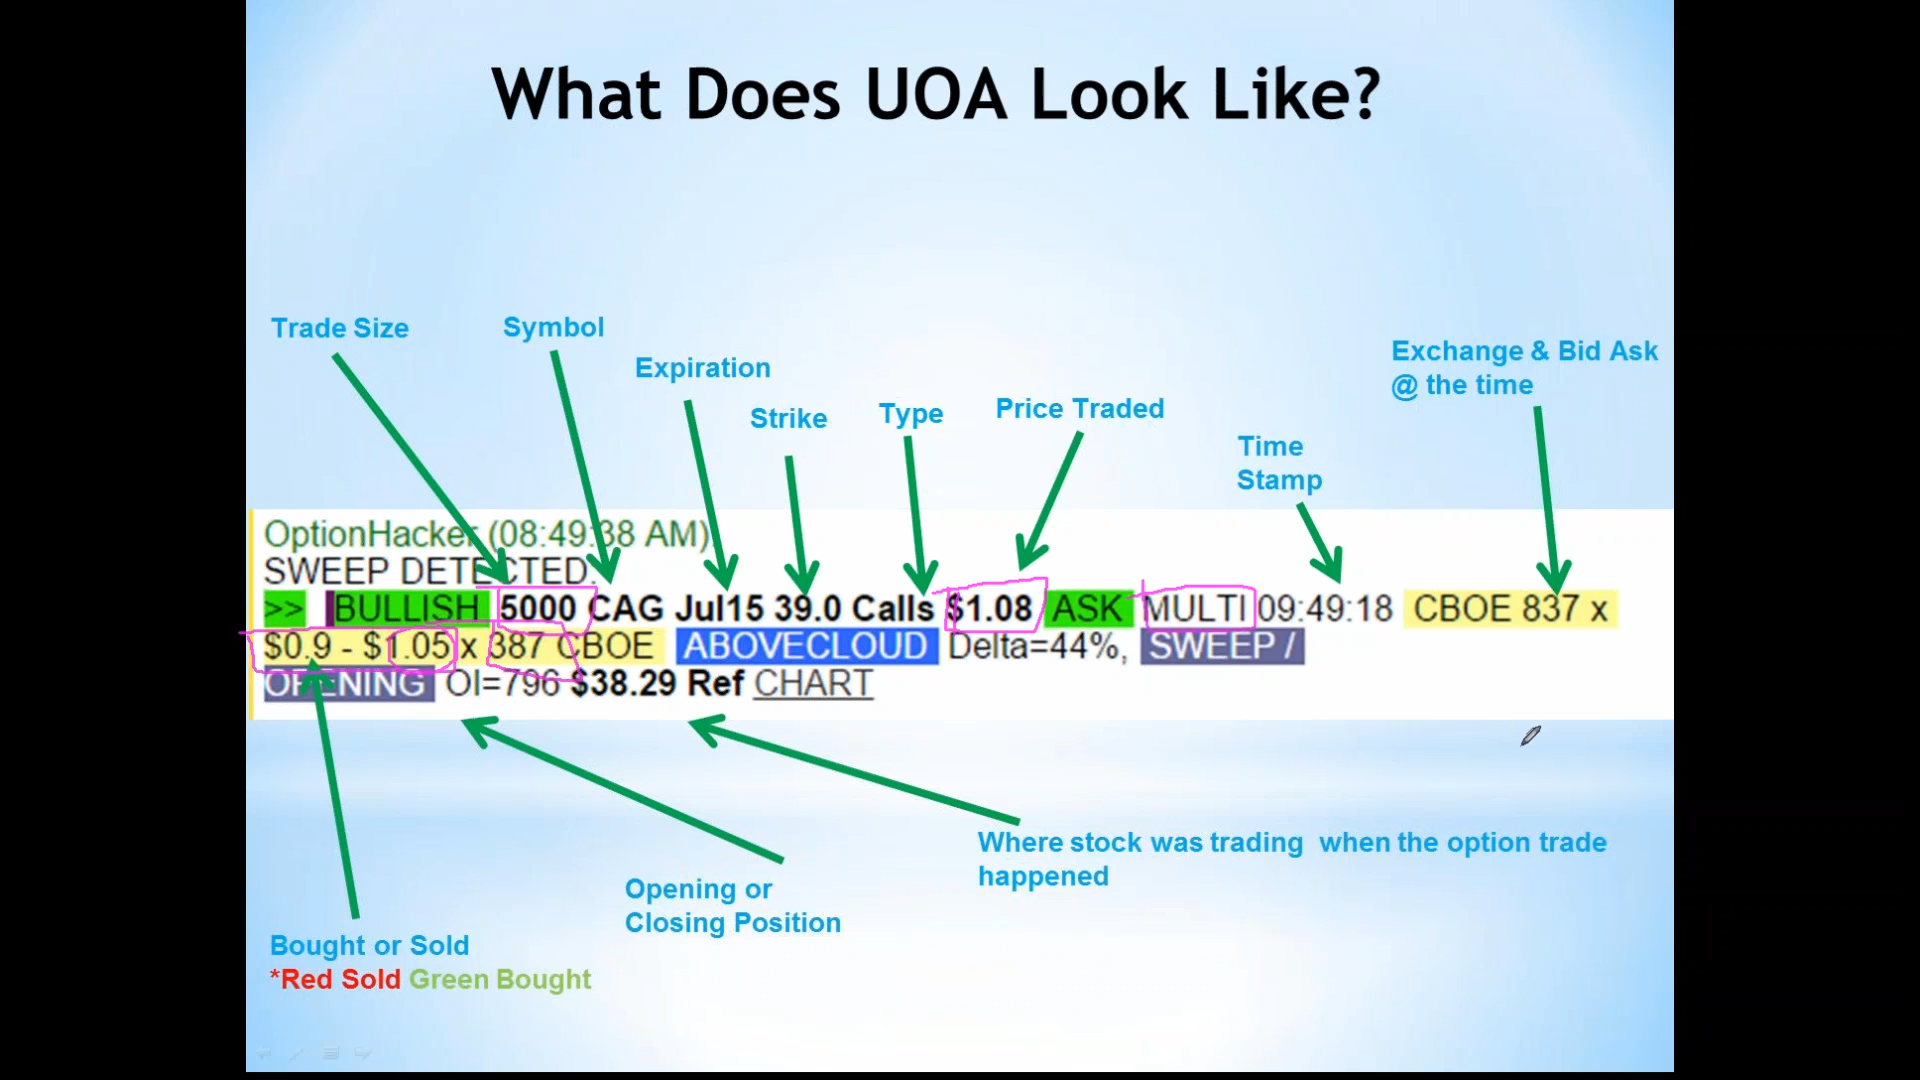 What Does UOA Look Like?
Trade Size
Symbol
Expiration
Strike
Type
Price Traded
Time
Stamp
Exchange & Bid Ask
@ the time
OptionHacker (08:49:38 AM)
SWEEP DETECTED:
>> BULLISH 5000 CAG Jul15 39.0 Calls $1.08 ASK MULTI 09:49:18 CBOE 837 x
$0.9 - $1.05 x 387 CBOE ABOVECLOUD Delta=44%, SWEEP /
OPENING OI=796 $38.29 Ref CHART
Where stock was trading when the option trade
happened
Opening or
Closing Position
Bought or Sold
*Red Sold Green Bought